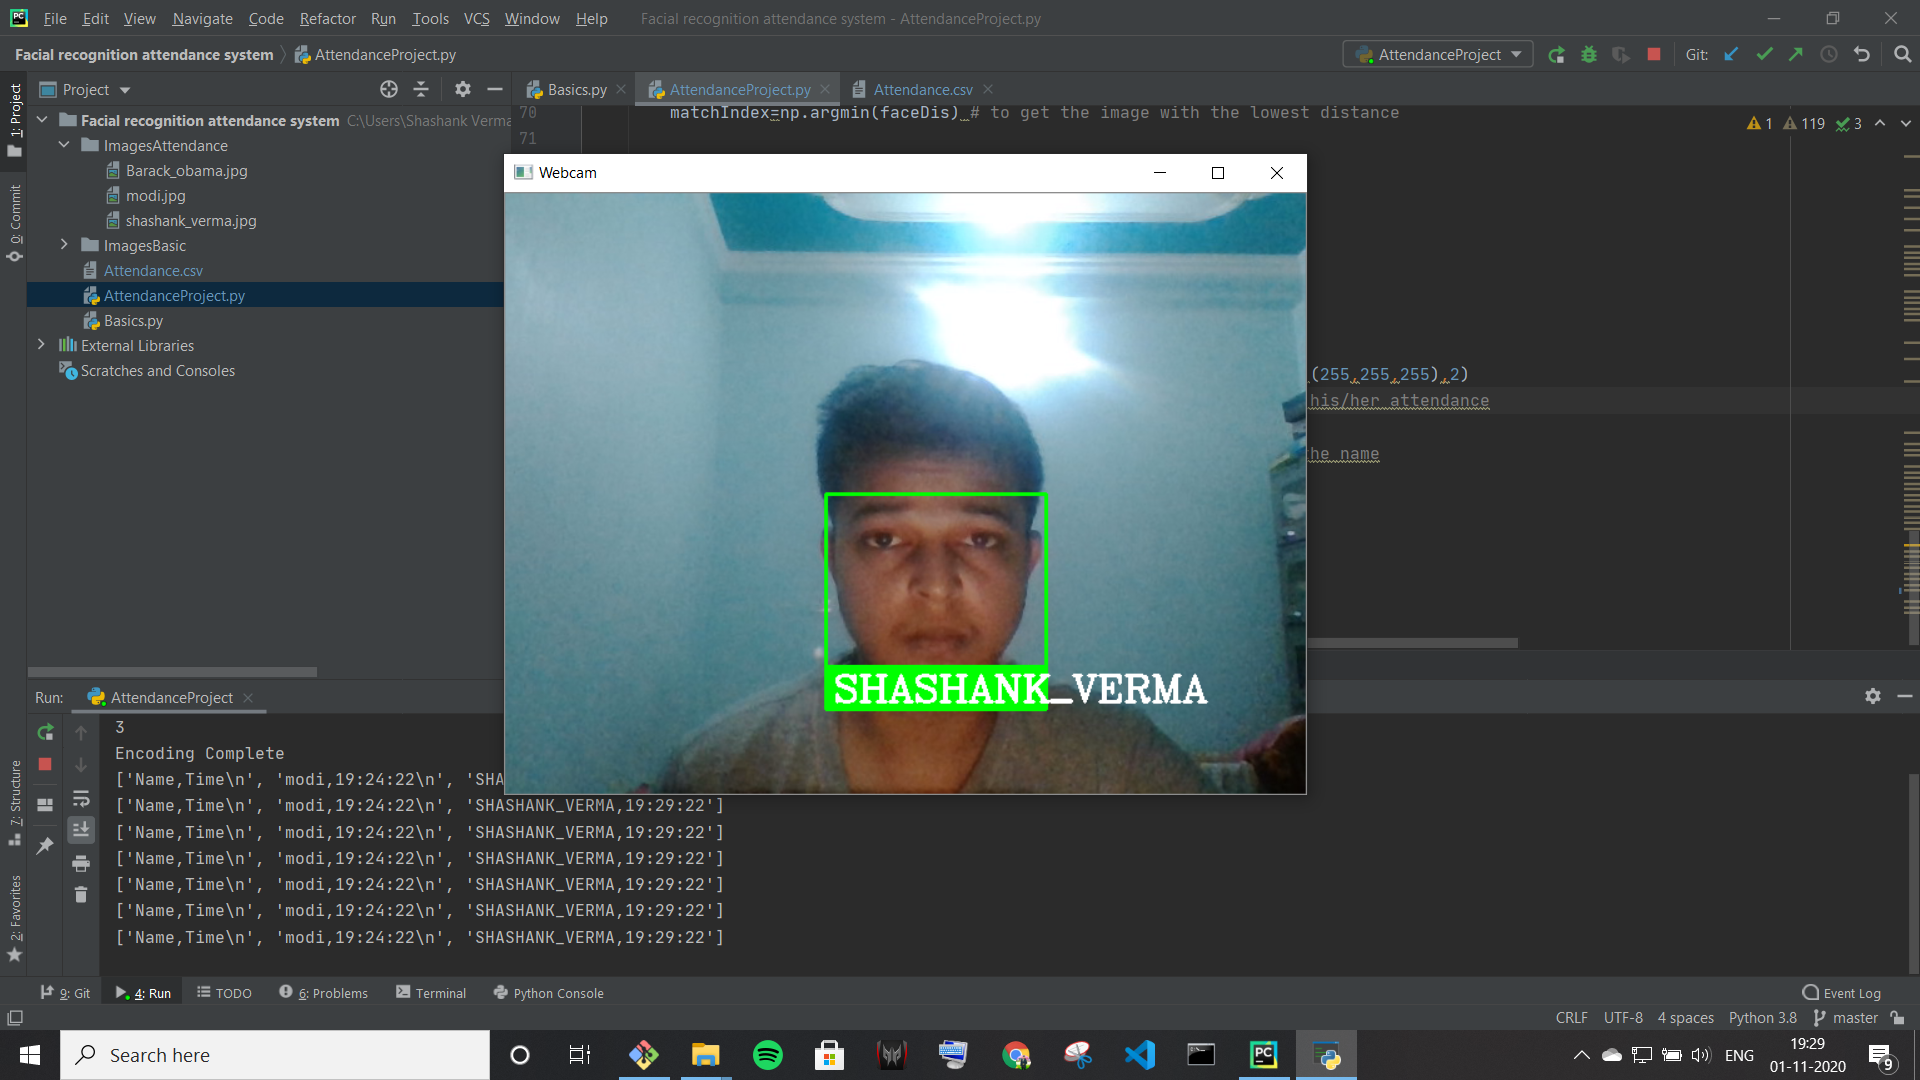 File Edit View Navigate Code Refactor Run Tools VCS Window Help Facial recognition attendance system - AttendanceProject.py
Facial recognition attendance system AttendanceProject.py AttendanceProject Git:
Project Basics.py AttendanceProject.py Attendance.csv
1: Project
0: Commit
Facial recognition attendance system C:\Users\Shashank Verma
ImagesAttendance
Barack_obama.jpg
modi.jpg
shashank_verma.jpg
ImagesBasic
Attendance.csv
AttendanceProject.py
Basics.py
External Libraries
Scratches and Consoles
70 matchIndex=np.argmin(faceDis) # to get the image with the lowest distance
71
1 119 3
Webcam
(255,255,255),2)
his/her attendance
he name
SHASHANK_VERMA
Run: AttendanceProject
7: Structure
2: Favorites
3
Encoding Complete
['Name,Time\n', 'modi,19:24:22\n', 'SHA
['Name,Time\n', 'modi,19:24:22\n', 'SHASHANK_VERMA,19:29:22']
['Name,Time\n', 'modi,19:24:22\n', 'SHASHANK_VERMA,19:29:22']
['Name,Time\n', 'modi,19:24:22\n', 'SHASHANK_VERMA,19:29:22']
['Name,Time\n', 'modi,19:24:22\n', 'SHASHANK_VERMA,19:29:22']
['Name,Time\n', 'modi,19:24:22\n', 'SHASHANK_VERMA,19:29:22']
['Name,Time\n', 'modi,19:24:22\n', 'SHASHANK_VERMA,19:29:22']
9: Git 4: Run TODO 6: Problems Terminal Python Console Event Log
CRLF UTF-8 4 spaces Python 3.8 master
Search here PC ENG 19:29
01-11-2020 9